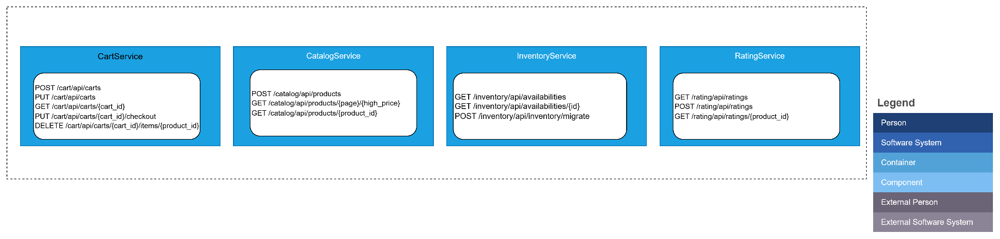 CartService
POST /cart/api/carts
PUT /cart/api/carts
GET /cart/api/carts/{cart_id}
PUT /cart/api/carts/{cart_id}/checkout
DELETE /cart/api/carts/{cart_id}/items/{product_id}
CatalogService
POST /catalog/api/products
GET /catalog/api/products/{page}/{high_price}
GET /catalog/api/products/{product_id}
InventoryService
GET /inventory/api/availabilities
GET /inventory/api/availabilities/{id}
POST /inventory/api/inventory/migrate
RatingService
GET /rating/api/ratings
POST /rating/api/ratings
GET /rating/api/ratings/{product_id}
Legend
Person
Software System
Container
Component
External Person
External Software System